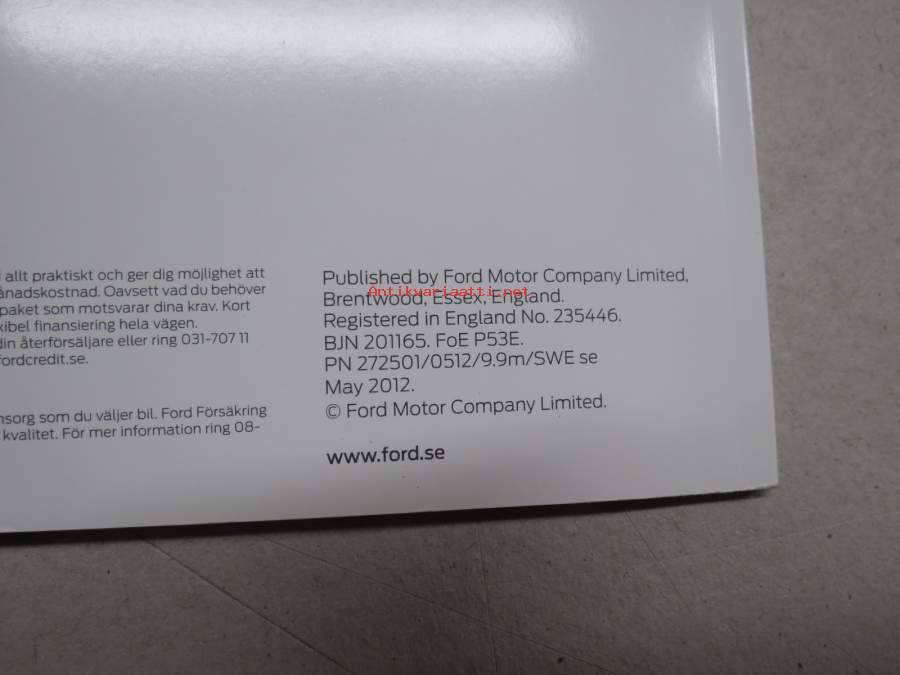 allt praktiskt och ger dig möjlighet att
ånadskostnad. Oavsett vad du behöver
paket som motsvarar dina krav. Kort
xibel finansiering hela vägen.
din återförsäljare eller ring 031-707 11
fordcredit.se.
nsorg som du väljer bil. Ford Försäkring
kvalitet. För mer information ring 08-
Published by Ford Motor Company Limited,
Brentwood, Essex, England.
Antikvariaatti.net
Registered in England No. 235446.
BJN 201165. FoE P53E.
PN 272501/0512/9.9m/SWE se
May 2012.
© Ford Motor Company Limited.
www.ford.se